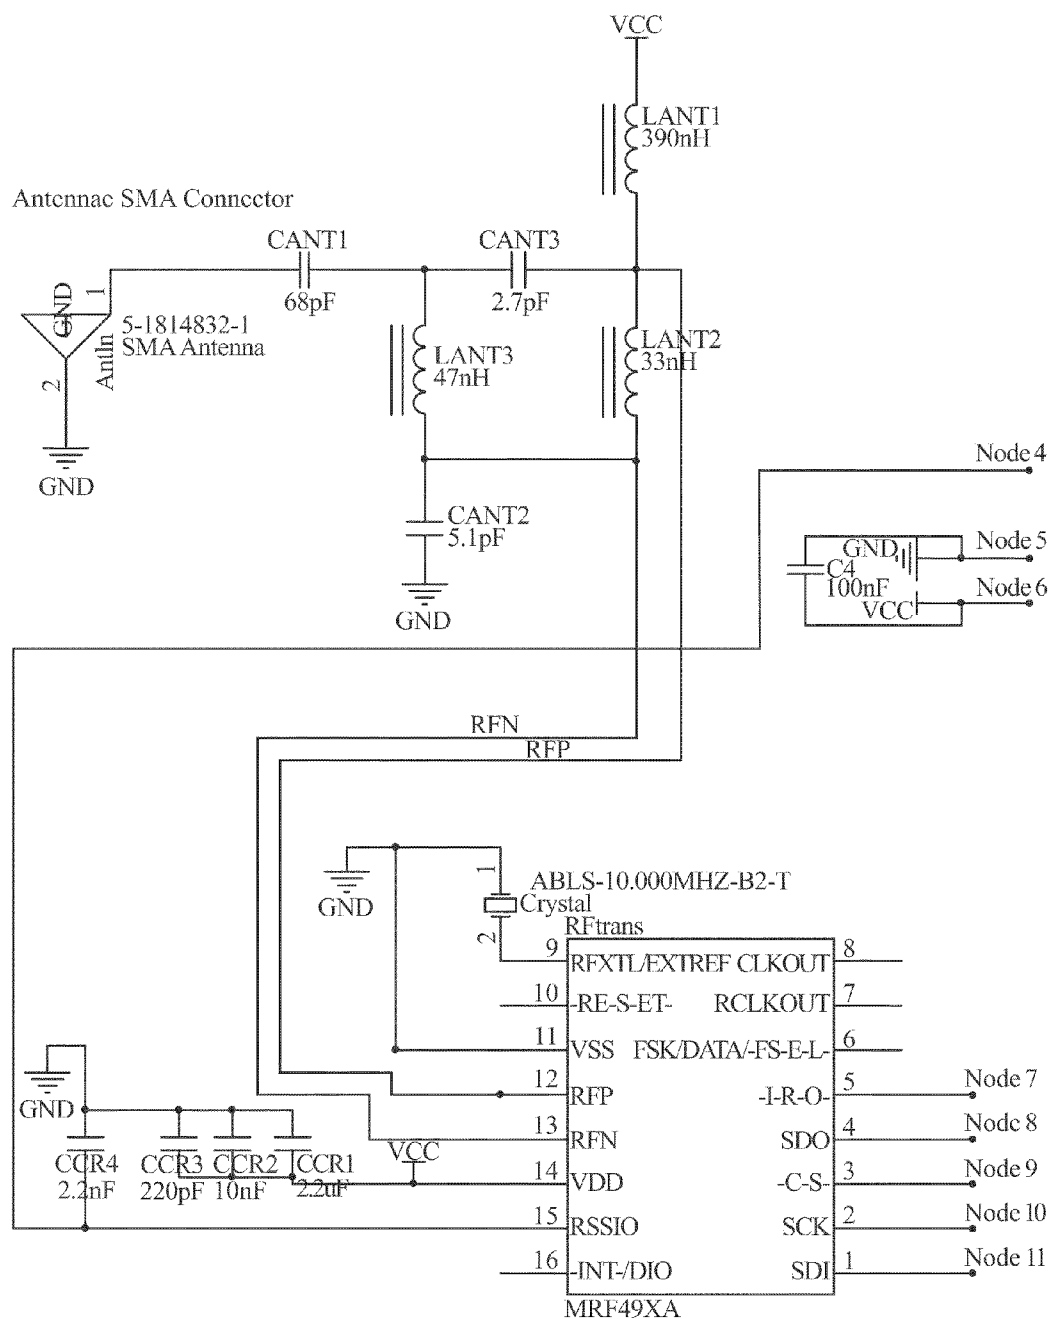 VCC
LANT1
390nH
Antennae SMA Connector
CANT1
68pF
CANT3
2.7pF
1
GND
5-1814832-1
SMA Antenna
AntIn
2
GND
LANT3
47nH
LANT2
33nH
CANT2
5.1pF
GND
Node 4
Node 5
GND
C4
100nF
Node 6
VCC
RFN
RFP
GND
1
ABLS-10.000MHZ-B2-T
Crystal
2
RFtrans
9 RFXTL/EXTREF CLKOUT 8
10 -RE-S-ET- RCLKOUT 7
11 VSS FSK/DATA/-FS-E-L- 6
12 RFP -I-R-O- 5 Node 7
13 RFN SDO 4 Node 8
14 VDD -C-S- 3 Node 9
15 RSSIO SCK 2 Node 10
16 -INT-/DIO SDI 1 Node 11
MRF49XA
GND
VCC
CCR4
2.2nF
CCR3
220pF
CCR2
10nF
CCR1
2.2uF